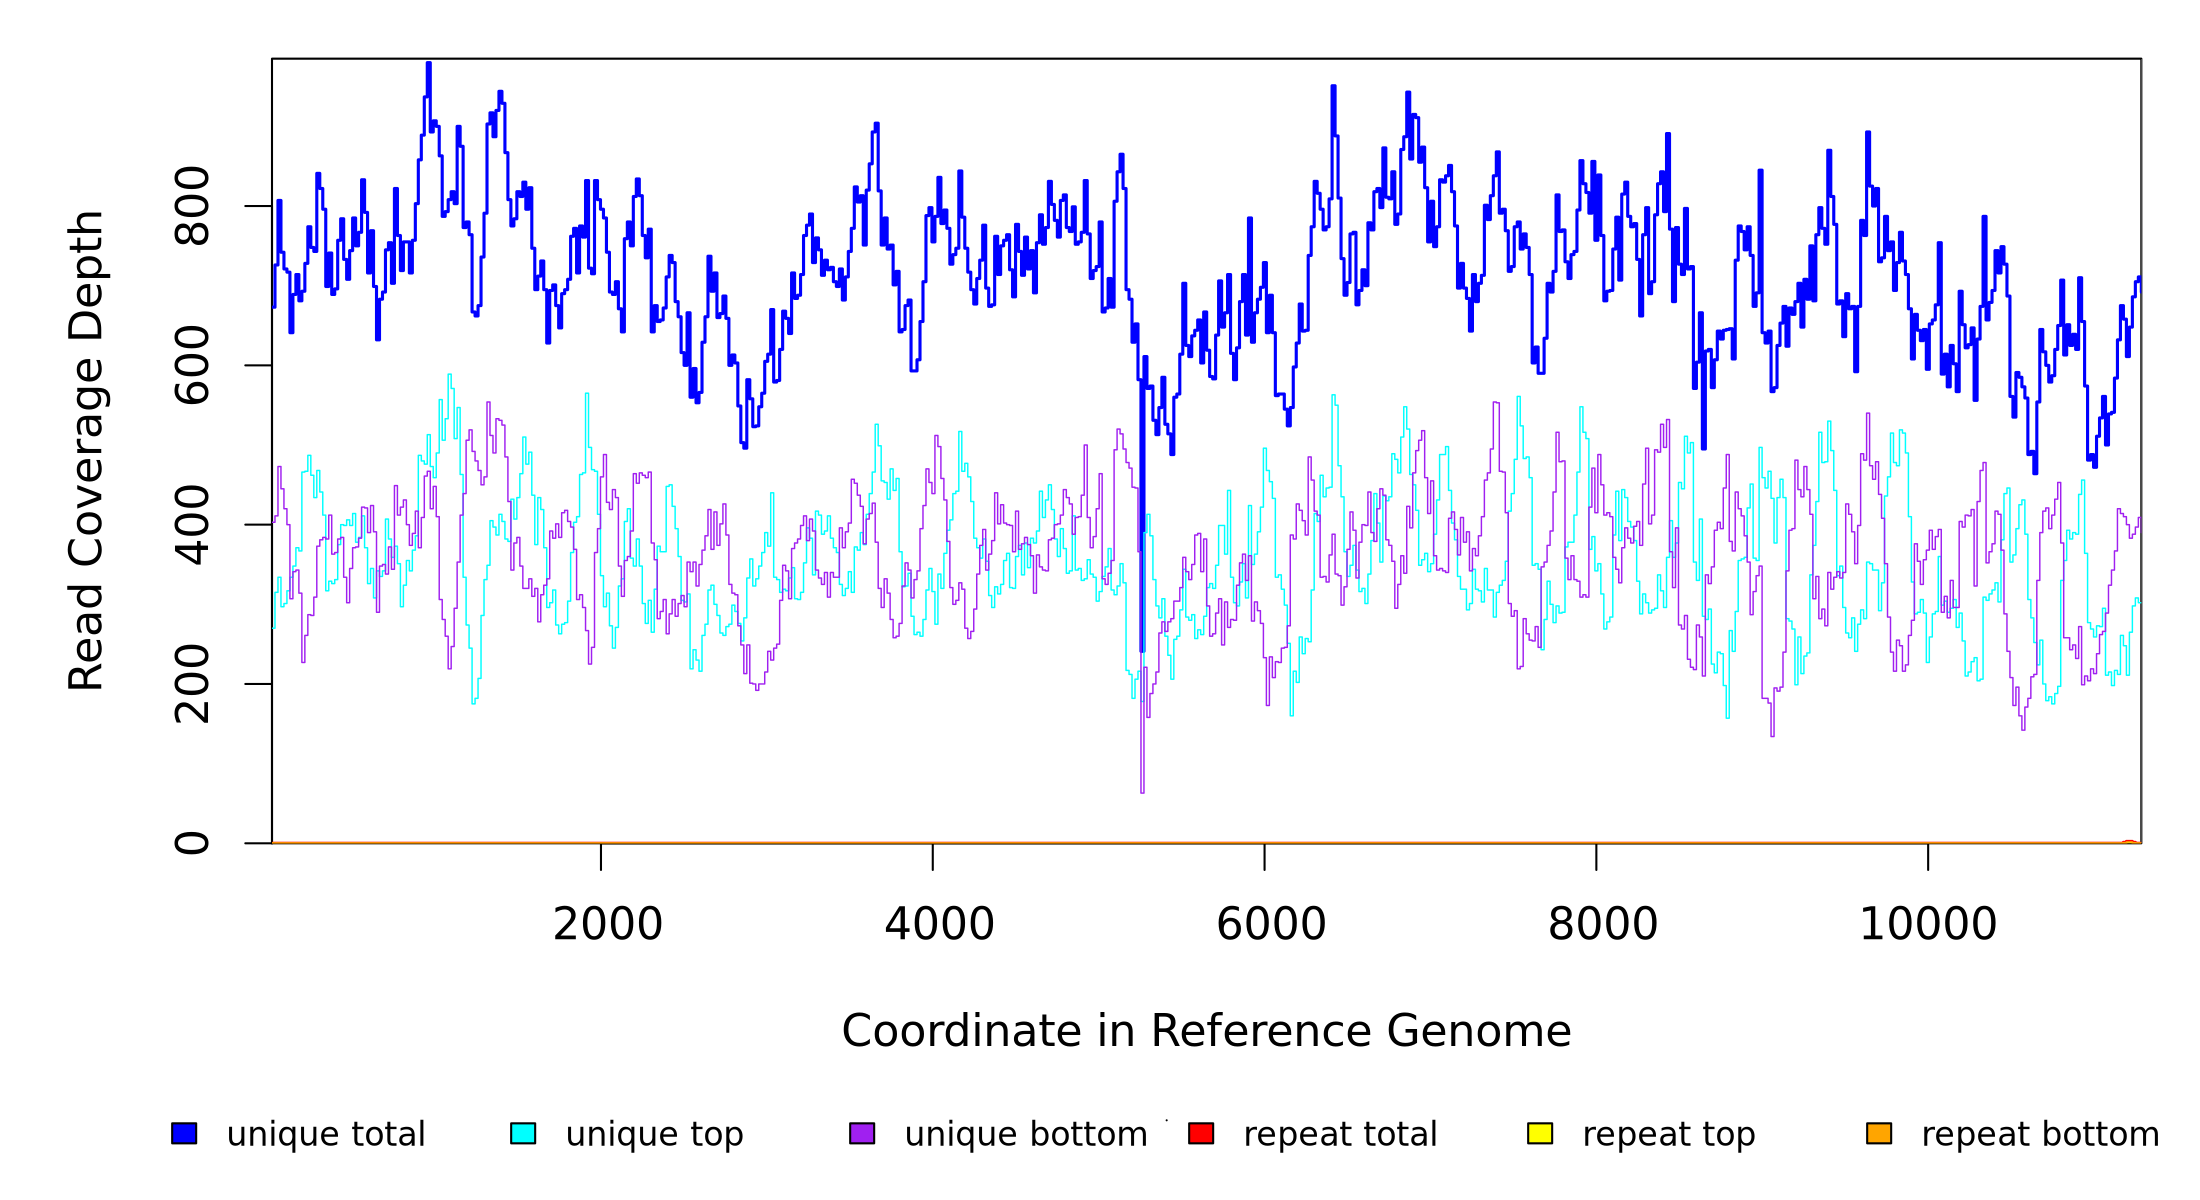 Read Coverage Depth
800
600
400
200
0
2000 4000 6000 8000 10000
Coordinate in Reference Genome
unique total unique top unique bottom repeat total repeat top repeat bottom